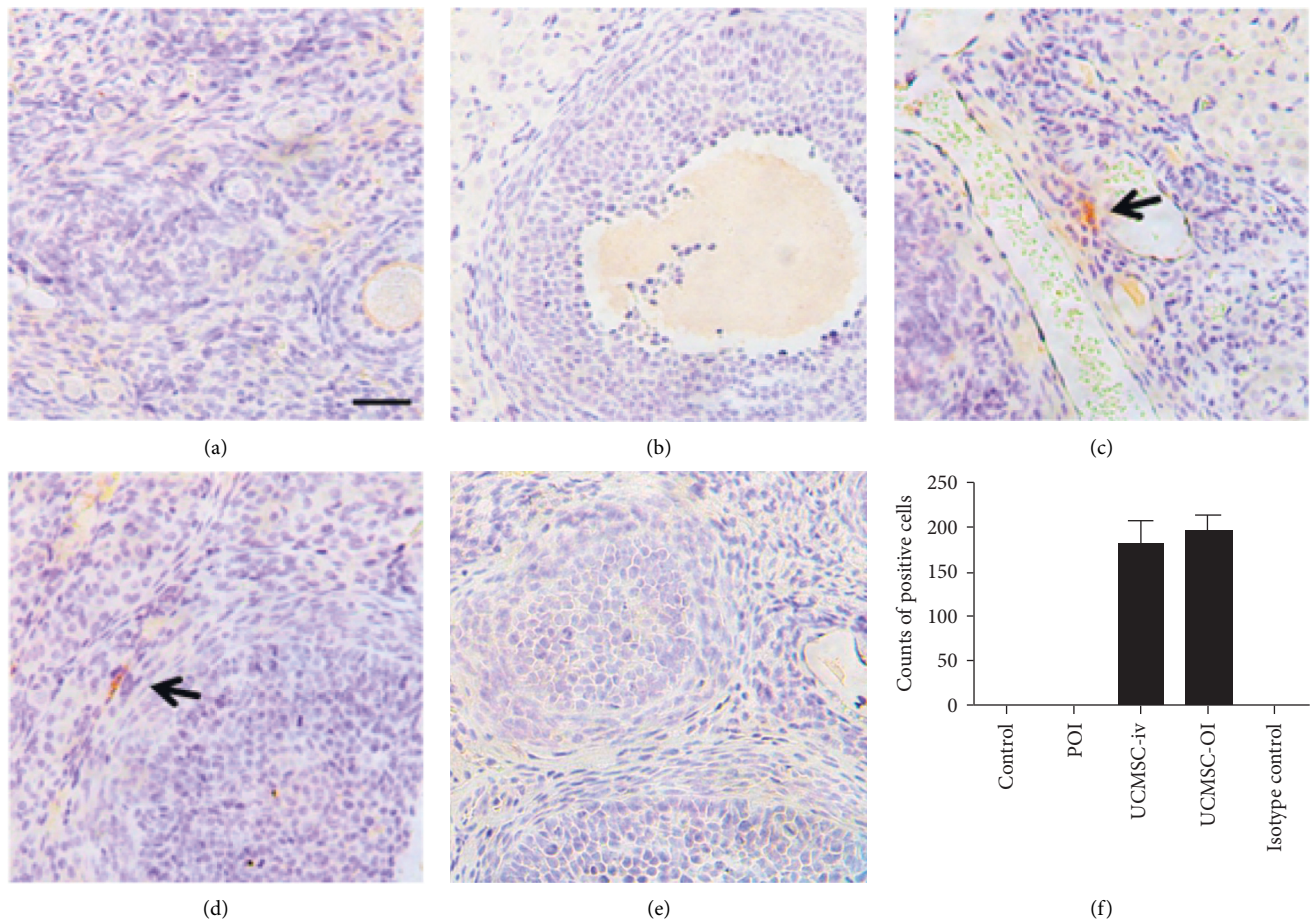 (a)
(b)
(c)
(d)
(e)
250
200
150
100
50
0
Counts of positive cells
Control
POI
UCMSC-iv
UCMSC-OI
Isotype control
(f)